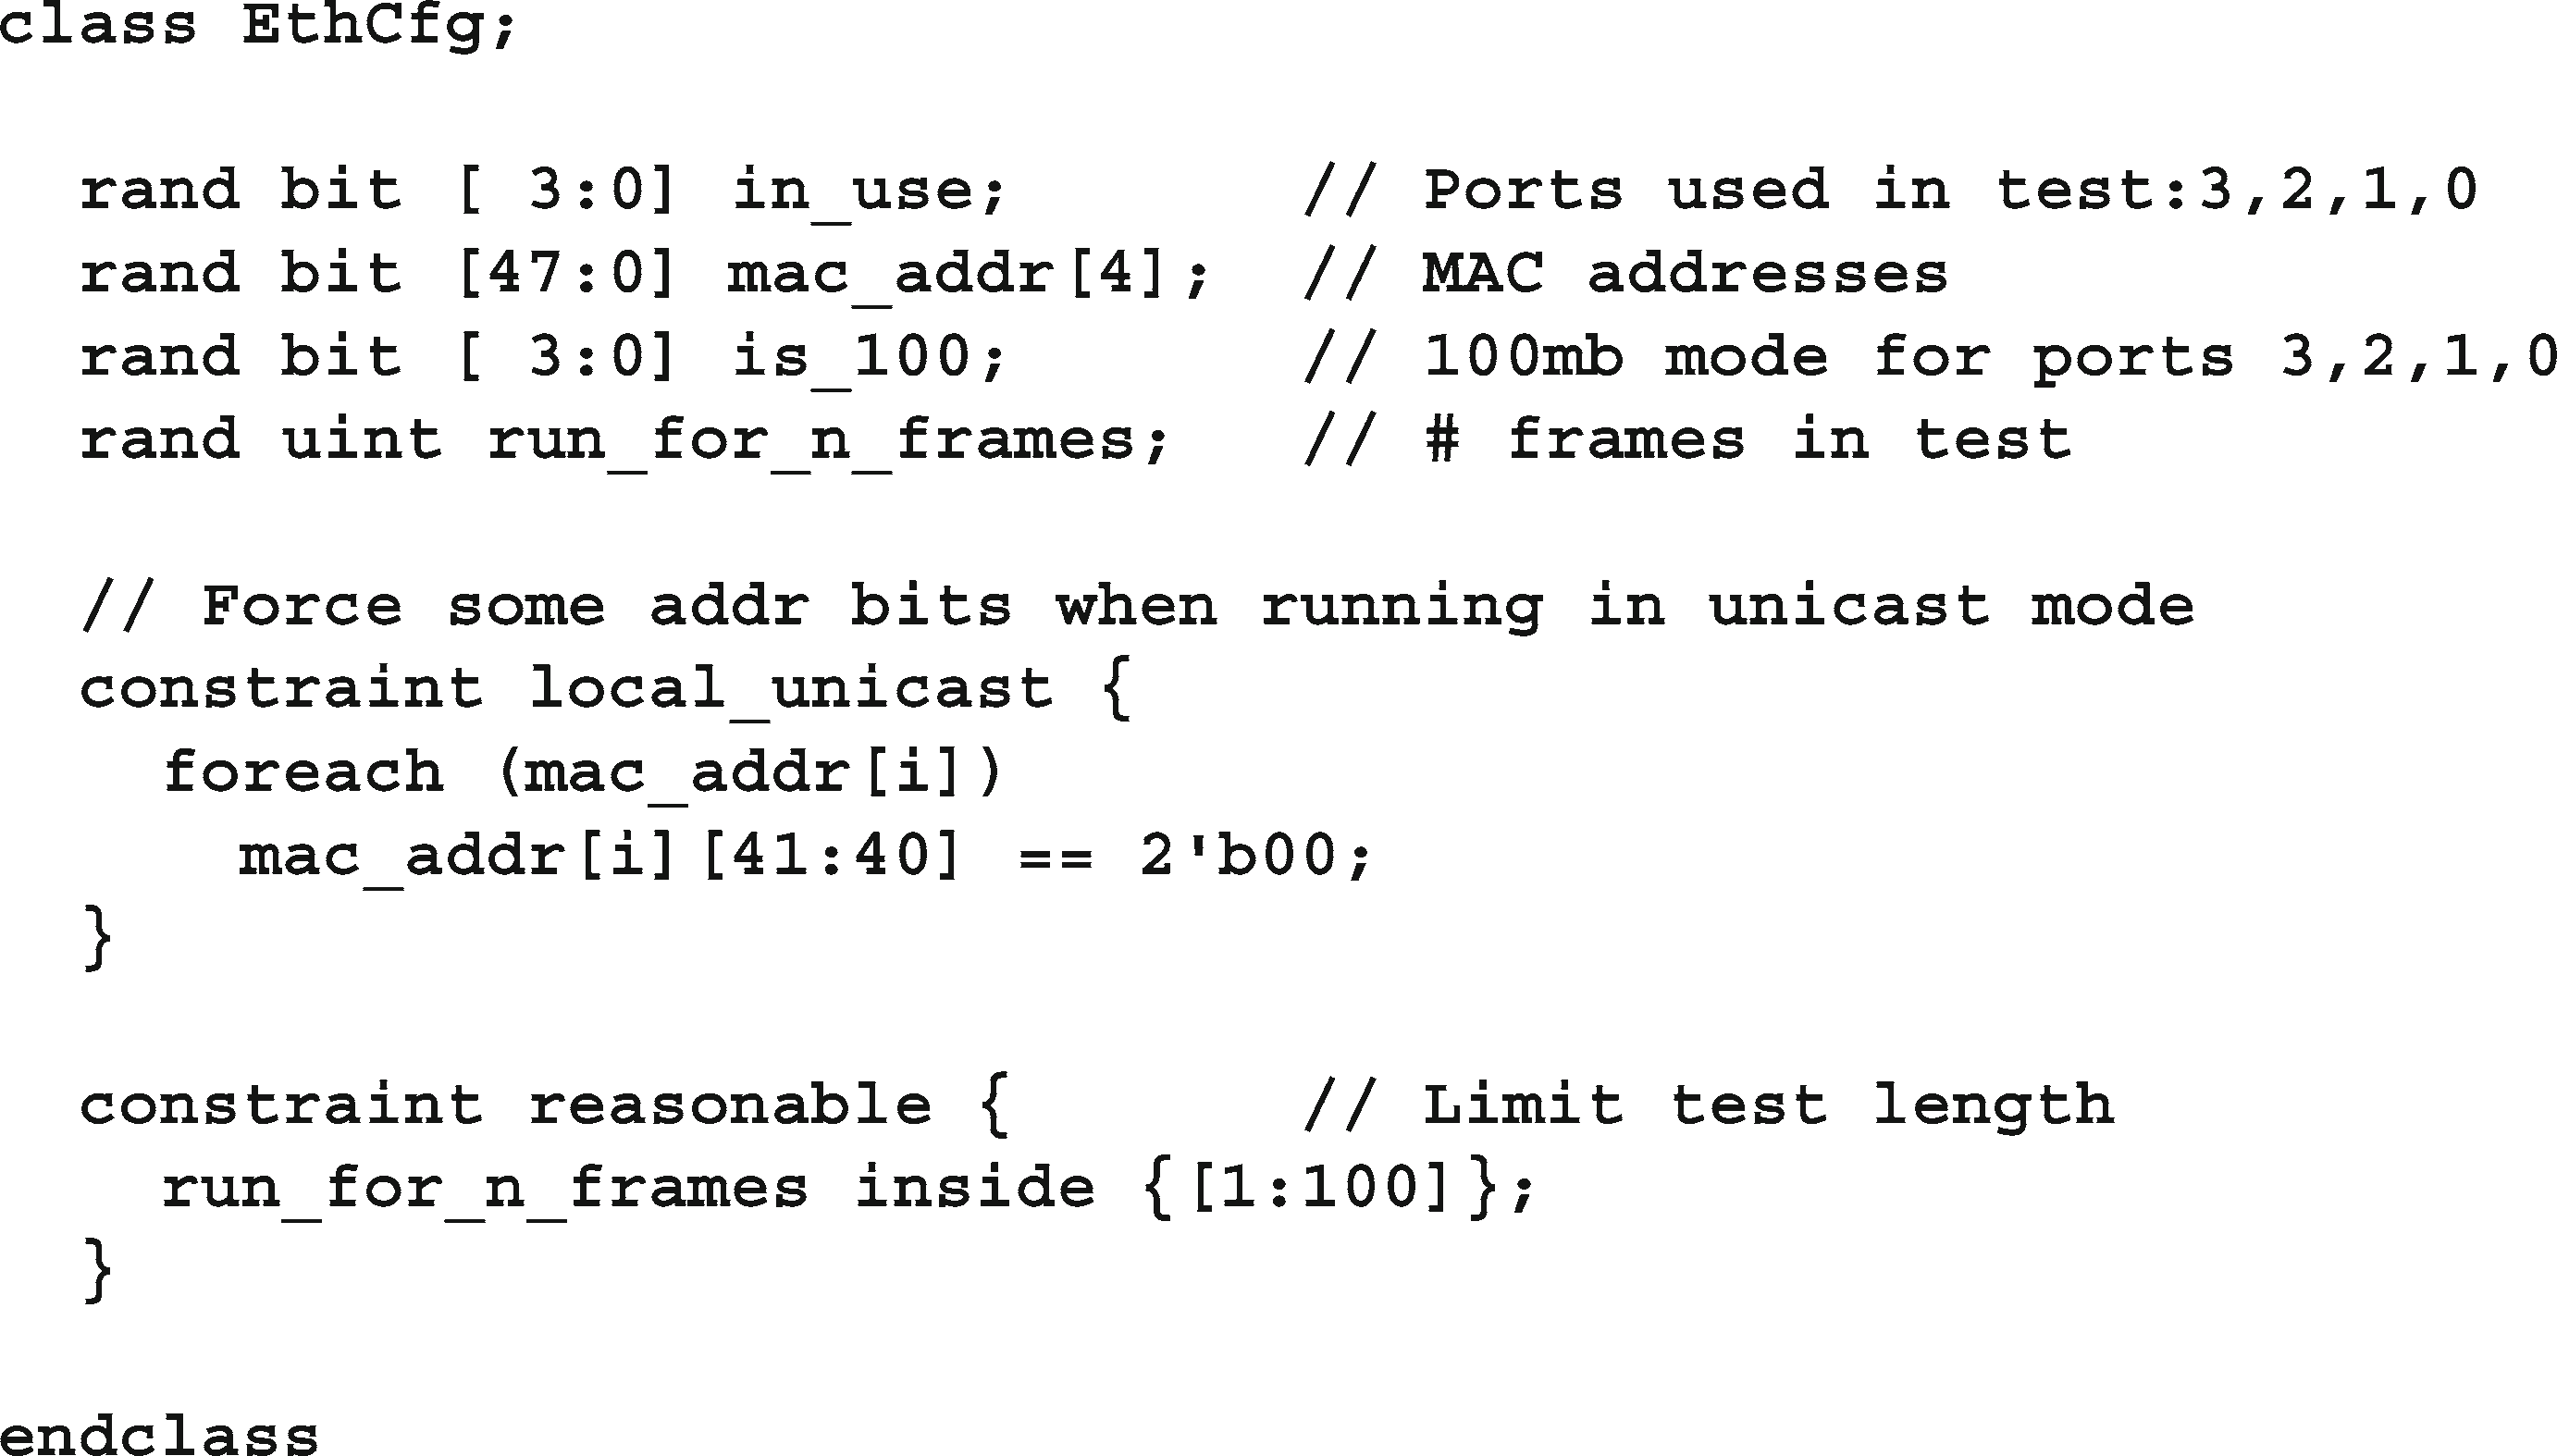 class EthCfg;
rand bit [ 3:0] in_use; // Ports used in test:3,2,1,0
rand bit [47:0] mac_addr[4]; // MAC addresses
rand bit [ 3:0] is_100; // 100mb mode for ports 3,2,1,0
rand uint run_for_n_frames; // # frames in test
// Force some addr bits when running in unicast mode
constraint local_unicast {
foreach (mac_addr[i])
mac_addr[i][41:40] == 2'b00;
}
constraint reasonable { // Limit test length
run_for_n_frames inside {[1:100]};
}
endclass